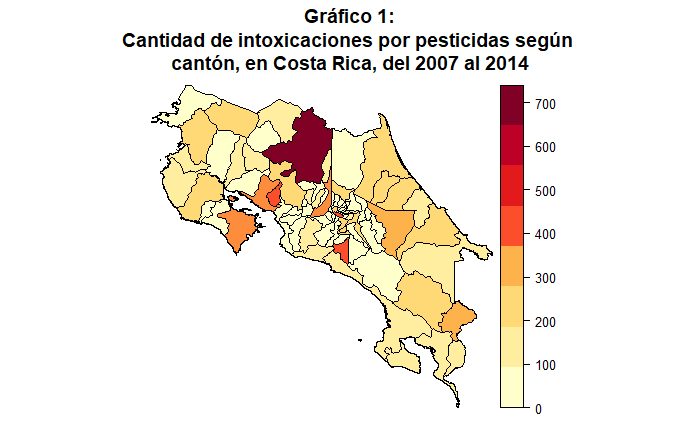 Gráfico 1:
Cantidad de intoxicaciones por pesticidas según
cantón, en Costa Rica, del 2007 al 2014
700
600
500
400
300
200
100
0